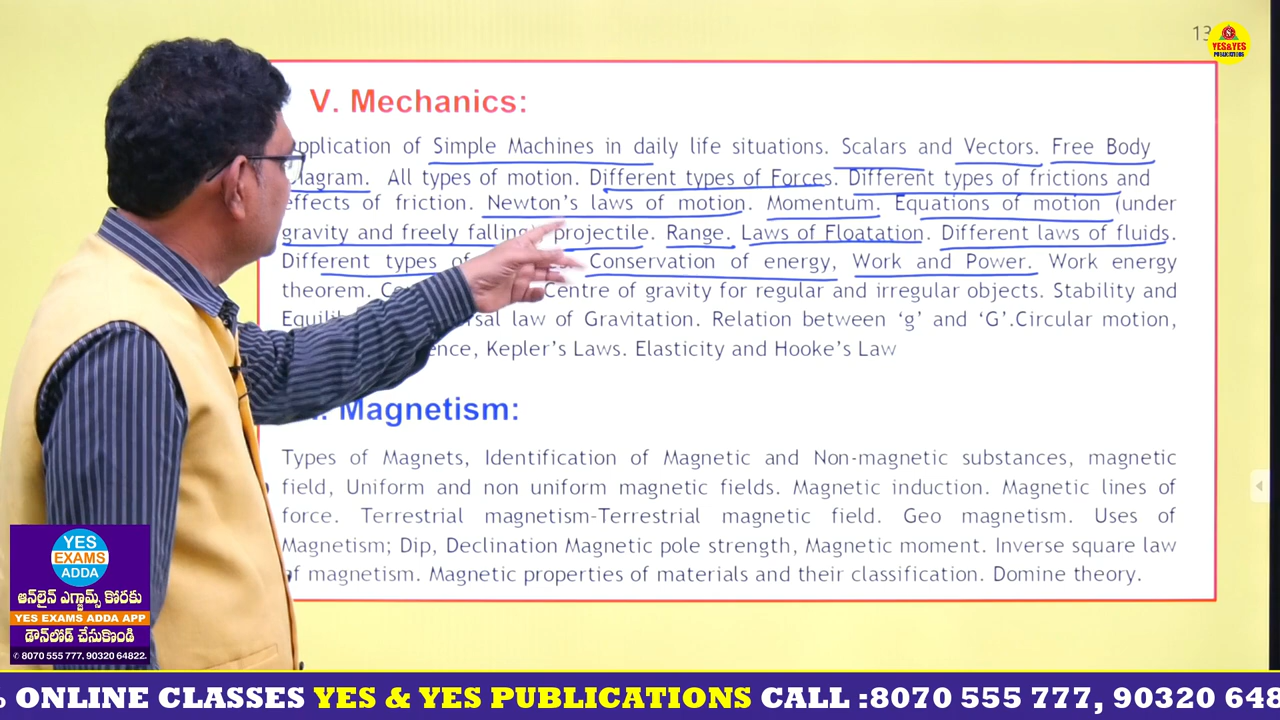 13
YES&YES
PUBLICATIONS
V. Mechanics:
pplication of Simple Machines in daily life situations. Scalars and Vectors. Free Body
Diagram. All types of motion. Different types of Forces. Different types of frictions and
effects of friction. Newton's laws of motion. Momentum. Equations of motion (under
gravity and freely falling) projectile. Range. Laws of Floatation. Different laws of fluids.
Different types of Conservation of energy, Work and Power. Work energy
theorem. Centre of gravity for regular and irregular objects. Stability and
law of Gravitation. Relation between 'g' and 'G'.Circular motion,
Kepler's Laws. Elasticity and Hooke's Law
Magnetism:
Types of Magnets, Identification of Magnetic and Non-magnetic substances, magnetic
field, Uniform and non uniform magnetic fields. Magnetic induction. Magnetic lines of
force. Terrestrial magnetism-Terrestrial magnetic field. Geo magnetism. Uses of
Magnetism; Dip, Declination Magnetic pole strength. Magnetic moment. Inverse square law
of magnetism. Magnetic properties of materials and their classification. Domine theory.
YES
EXAMS
ADDA
ఆన్‌లైన్ ఎగ్జామ్స్ కొరకు
YES EXAMS ADDA APP
డౌన్‌లోడ్ చేసుకొండి
8070 555 777, 90320 64822.
ONLINE CLASSES YES & YES PUBLICATIONS CALL :8070 555 777, 90320 648